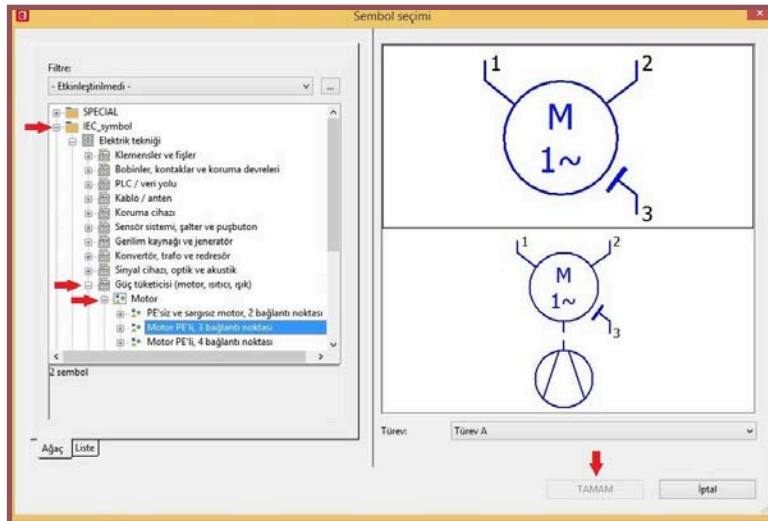 Sembol seçimi
Filtre:
- Etkinleştirilmedi -
...
SPECIAL
IEC_symbol
Elektrik tekniği
Klemensler ve fişler
Bobinler, kontaklar ve koruma devreleri
PLC / veri yolu
Kablo / anten
Koruma cihazı
Sensör sistemi, şalter ve puşbuton
Gerilim kaynağı ve jeneratör
Konvertör, trafo ve redresör
Sinyal cihazı, optik ve akustik
Güç tüketicisi (motor, ısıtıcı, ışık)
Motor
PE'siz ve sargısız motor, 2 bağlantı noktası
Motor PE'li, 3 bağlantı noktası
Motor PE'li, 4 bağlantı noktası
2 sembol
Ağaç Liste
1 2
M
1~
3
1 2
M
1~
3
Türev: Türev A
TAMAM İptal